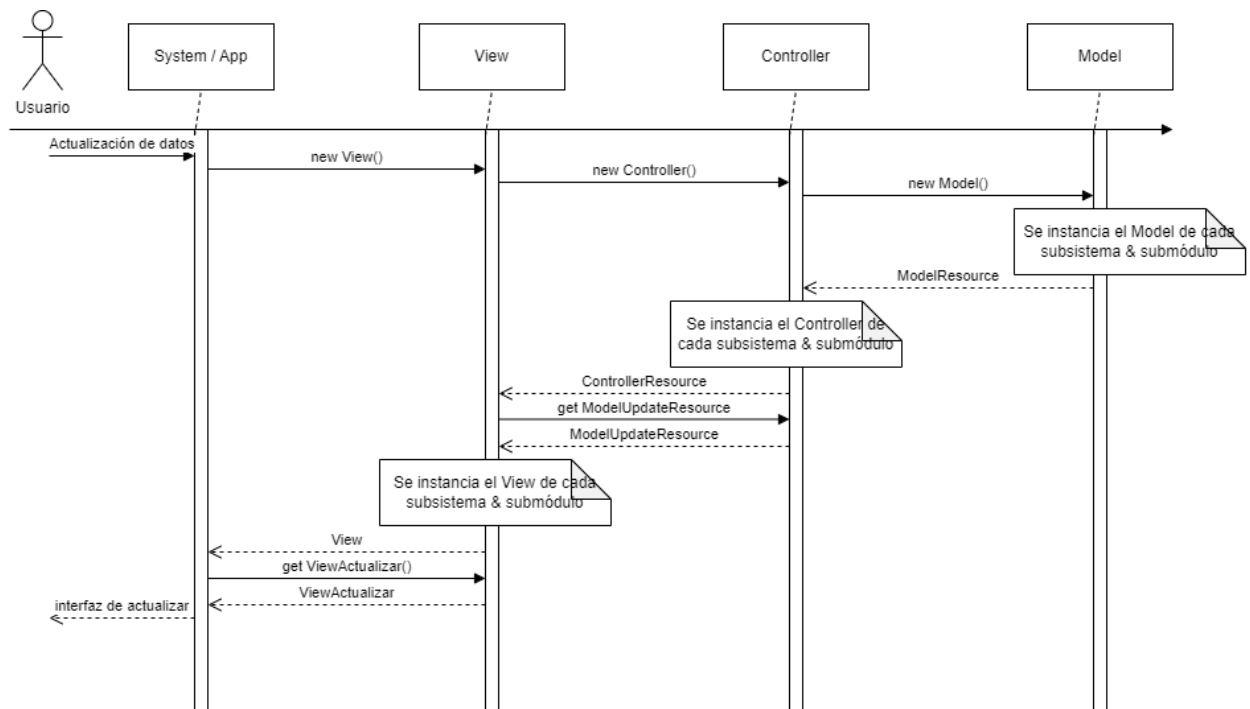 System / App
View
Controller
Model
Usuario
Actualización de datos
new View()
new Controller()
new Model()
Se instancia el Model de cada
subsistema & submódulo
ModelResource
Se instancia el Controller de
cada subsistema & submódulo
ControllerResource
get ModelUpdateResource
ModelUpdateResource
Se instancia el View de cada
subsistema & submódulo
View
get ViewActualizar()
ViewActualizar
interfaz de actualizar